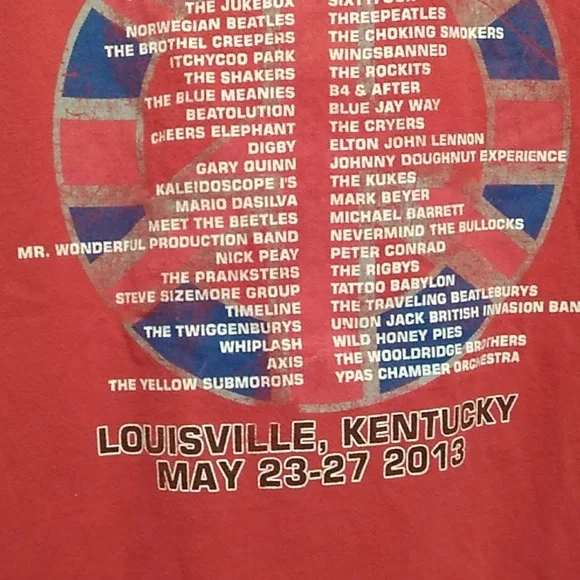 THE JUKEBOX
NORWEGIAN BEATLES
THE BROTHEL CREEPERS
ITCHYCOO PARK
THE SHAKERS
THE BLUE MEANIES
BEATOLUTION
CHEERS ELEPHANT
DIGBY
GARY QUINN
KALEIDOSCOPE I'S
MARIO DASILVA
MEET THE BEETLES
MR. WONDERFUL PRODUCTION BAND
NICK PEAY
THE PRANKSTERS
STEVE SIZEMORE GROUP
TIMELINE
THE TWIGGENBURYS
WHIPLASH
AXIS
THE YELLOW SUBMORONS
THREEPEATLES
THE CHOKING SMOKERS
WINGSBANNED
THE ROCKITS
B4 & AFTER
BLUE JAY WAY
THE CRYERS
ELTON JOHN LENNON
JOHNNY DOUGHNUT EXPERIENCE
THE KUKES
MARK BEYER
MICHAEL BARRETT
NEVERMIND THE BULLOCKS
PETER CONRAD
THE RIGBYS
TATTOO BABYLON
THE TRAVELING BEATLEBURYS
UNION JACK BRITISH INVASION BAN
WILD HONEY PIES
THE WOOLDRIDGE BROTHERS
YPAS CHAMBER ORCHESTRA
LOUISVILLE, KENTUCKY
MAY 23-27 2013